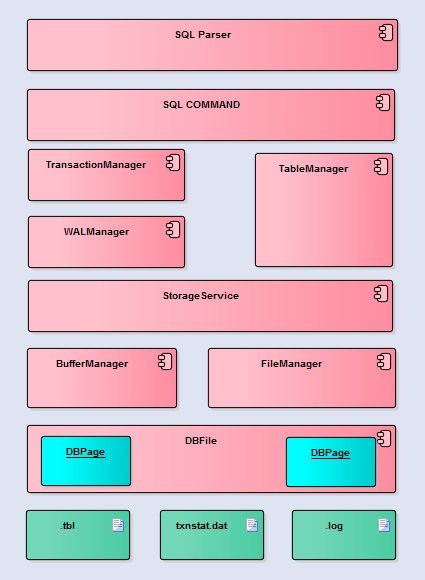 SQL Parser
SQL COMMAND
TransactionManager
TableManager
WALManager
StorageService
BufferManager
FileManager
DBFile
DBPage
DBPage
.tbl
txnstat.dat
.log